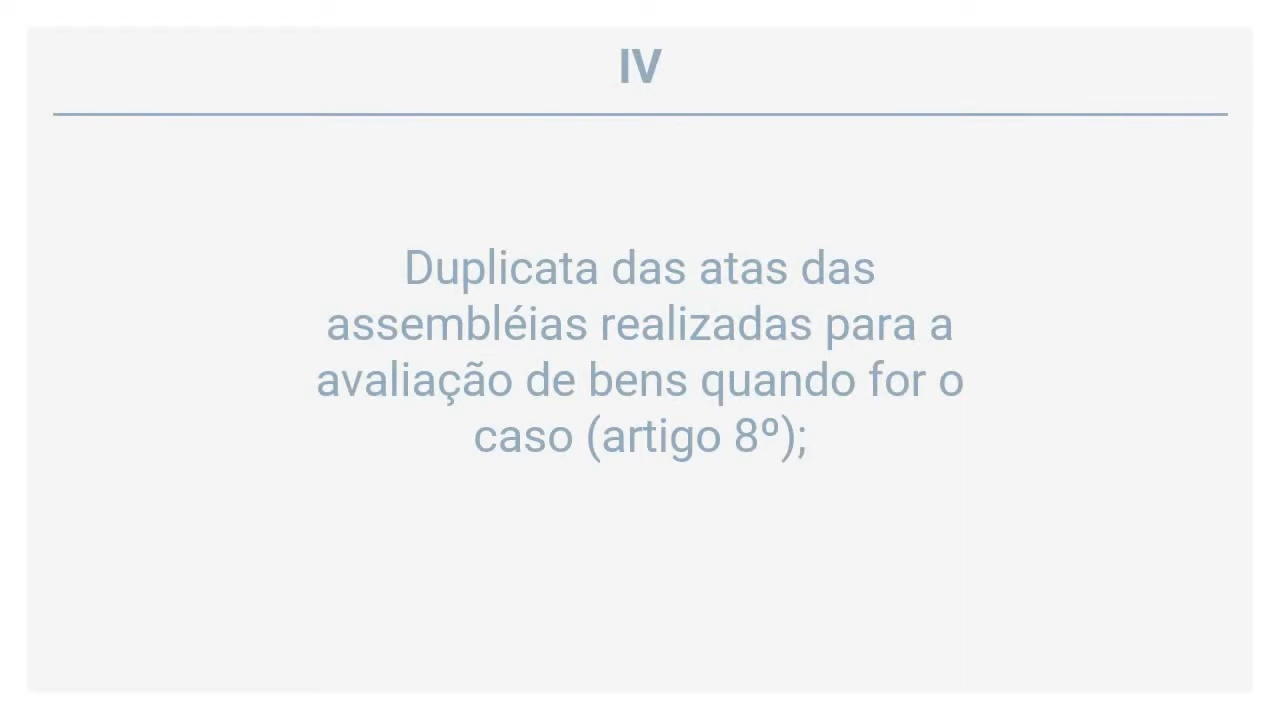 IV
Duplicata das atas das
assembléias realizadas para a
avaliação de bens quando for o
caso (artigo 8º);